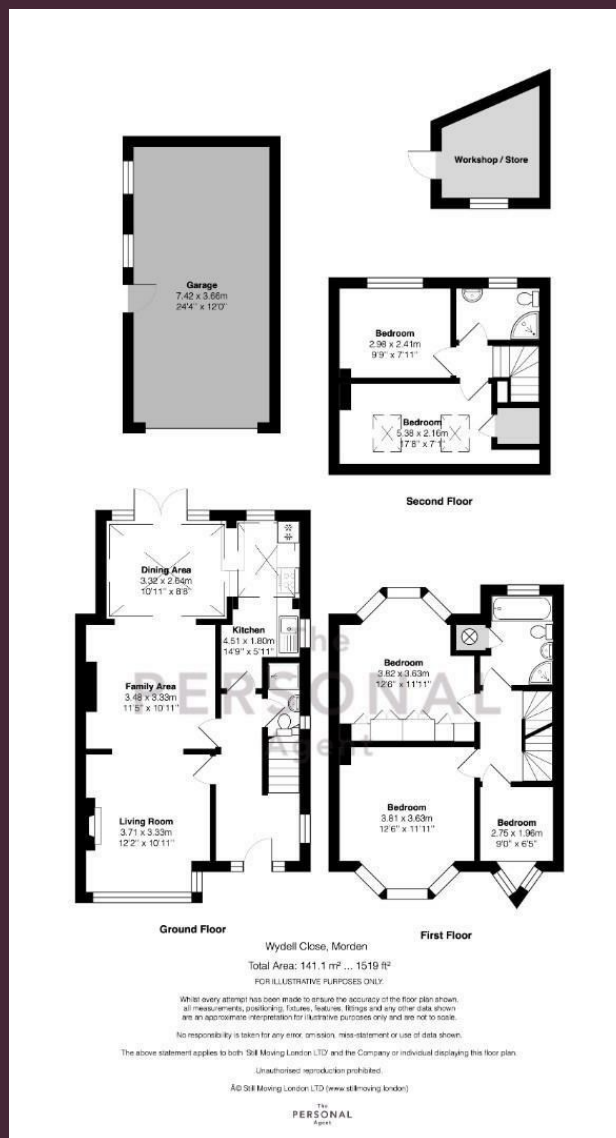 Workshop / Store
Garage
7.42 x 3.66m
24'4" x 12'0"
Bedroom
2.98 x 2.41m
9'9" x 7'11"
Bedroom
5.38 x 2.16m
17'8" x 7'1"
Second Floor
Dining Area
3.32 x 2.64m
10'11" x 8'8"
Kitchen
4.51 x 1.80m
14'9" x 5'11"
Family Area
3.48 x 3.33m
11'5" x 10'11"
Living Room
3.71 x 3.33m
12'2" x 10'11"
Ground Floor
Bedroom
3.82 x 3.63m
12'6" x 11'11"
Bedroom
3.81 x 3.63m
12'6" x 11'11"
Bedroom
2.75 x 1.96m
9'0" x 6'5"
First Floor
The
PERSONAL
Agent
Wydell Close, Morden
Total Area: 141.1 m² ... 1519 ft²
FOR ILLUSTRATIVE PURPOSES ONLY.
Whilst every attempt has been made to ensure the accuracy of the floor plan shown,
all measurements, positioning, fixtures, features, fittings and any other data shown
are an approximate interpretation for illustrative purposes only and are not to scale.
No responsibility is taken for any error, omission, miss-statement or use of data shown.
The above statement applies to both 'Still Moving London LTD' and the Company or individual displaying this floor plan.
Unauthorised reproduction prohibited.
Â© Still Moving London LTD (www.stillmoving.london)
The
PERSONAL
Agent